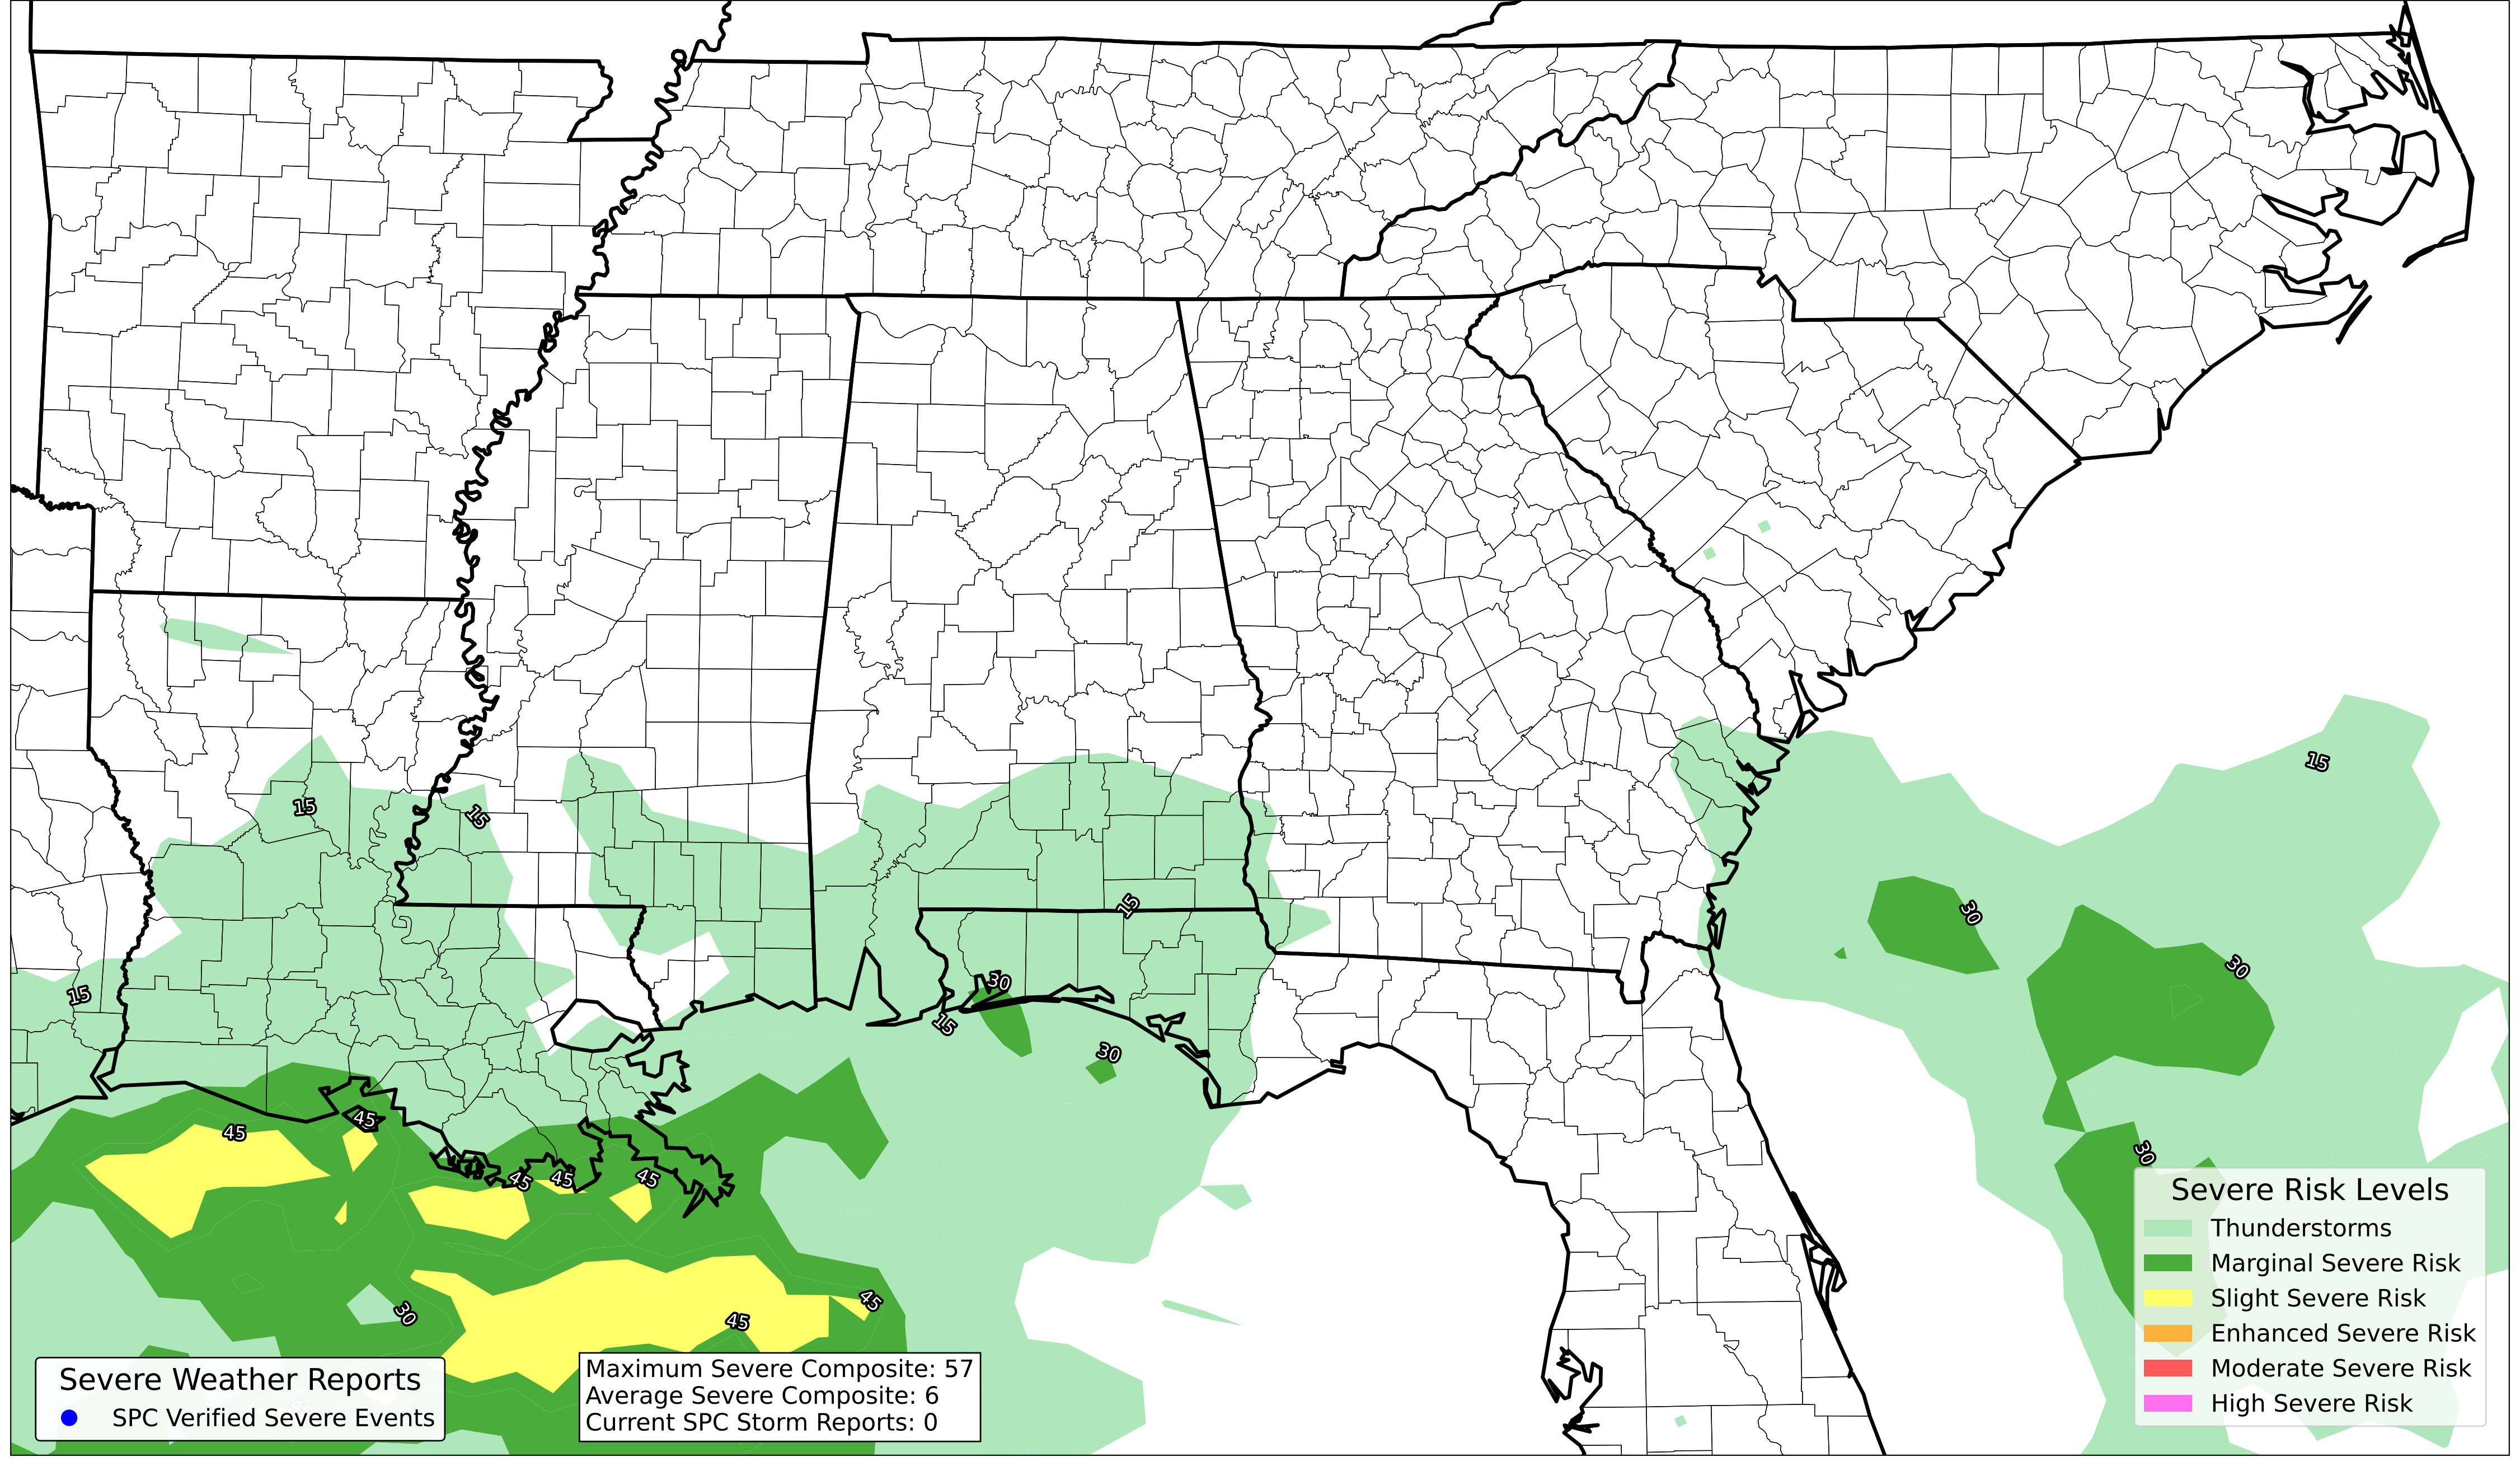 15
15
15
15
30
30
15
30
15
30
45
45
30
45
45
45
45
30
45
Severe Risk Levels
Thunderstorms
Marginal Severe Risk
Slight Severe Risk
Enhanced Severe Risk
Moderate Severe Risk
High Severe Risk
Severe Weather Reports
SPC Verified Severe Events
Maximum Severe Composite: 57
Average Severe Composite: 6
Current SPC Storm Reports: 0